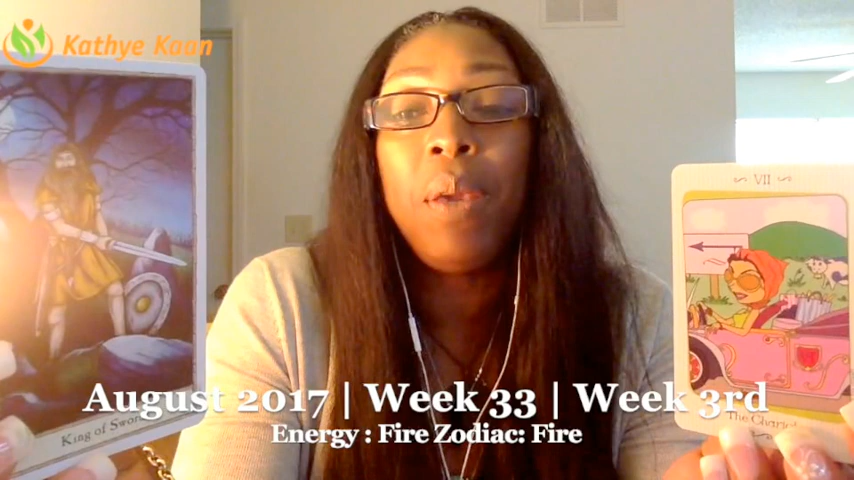 Kathye Kaan
VII
King of Swords
The Chariot
August 2017 | Week 33 | Week 3rd
Energy : Fire Zodiac: Fire